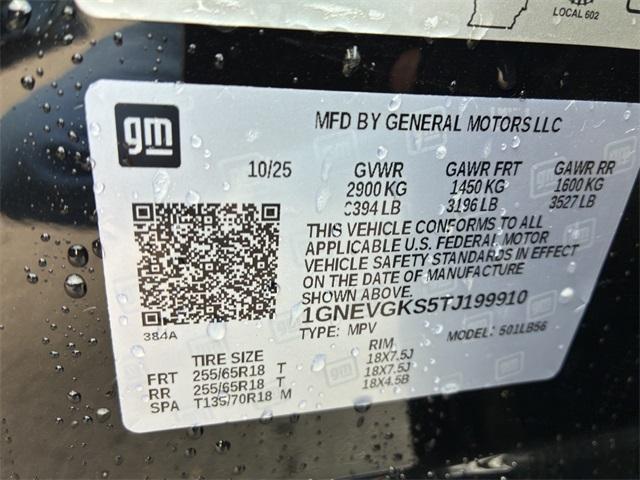 LOCAL 602
gm
MFD BY GENERAL MOTORS LLC
10/25 GVWR GAWR FRT GAWR RR
2900 KG 1450 KG 1600 KG
6394 LB 3196 LB 3527 LB
THIS VEHICLE CONFORMS TO ALL
APPLICABLE U.S. FEDERAL MOTOR
VEHICLE SAFETY STANDARDS IN EFFECT
ON THE DATE OF MANUFACTURE
SHOWN ABOVE.
1GNEVGKS5TJ199910
384A TYPE: MPV MODEL: 501LB56
TIRE SIZE RIM
FRT 255/65R18 T 18X7.5J
RR 255/65R18 T 18X7.5J
SPA T135/70R18 M 18X4.5B